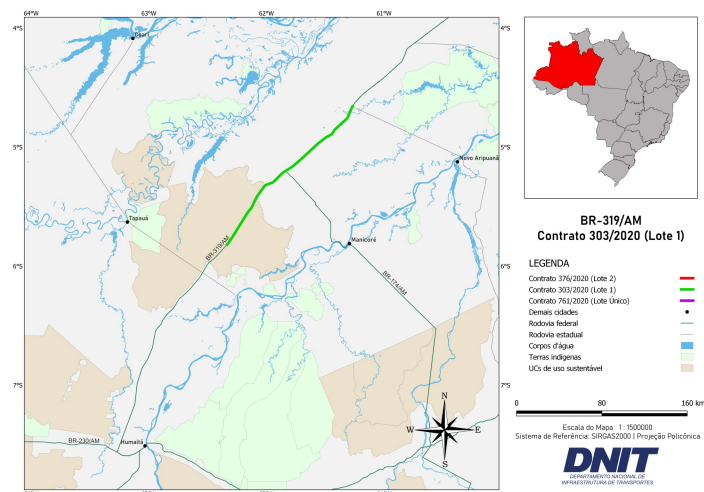 64°W
63°W
62°W
61°W
4°S
4°S
Coari
5°S
5°S
Novo Aripuanã
Tapauá
Manicoré
BR-319/AM
6°S
6°S
BR-174/AM
7°S
7°S
N
W
E
S
BR-230/AM
Humaitá
BR-319/AM
Contrato 303/2020 (Lote 1)
LEGENDA
Contrato 376/2020 (Lote 2)
Contrato 303/2020 (Lote 1)
Contrato 761/2020 (Lote Único)
Demais cidades
Rodovia federal
Rodovia estadual
Corpos d'água
Terras indígenas
UCs de uso sustentável
0
80
160 km
Escala do Mapa 1: 1500000
Sistema de Referência: SIRGAS2000 | Projeção Policônica
DNIT
DEPARTAMENTO NACIONAL DE
INFRAESTRUTURA DE TRANSPORTES